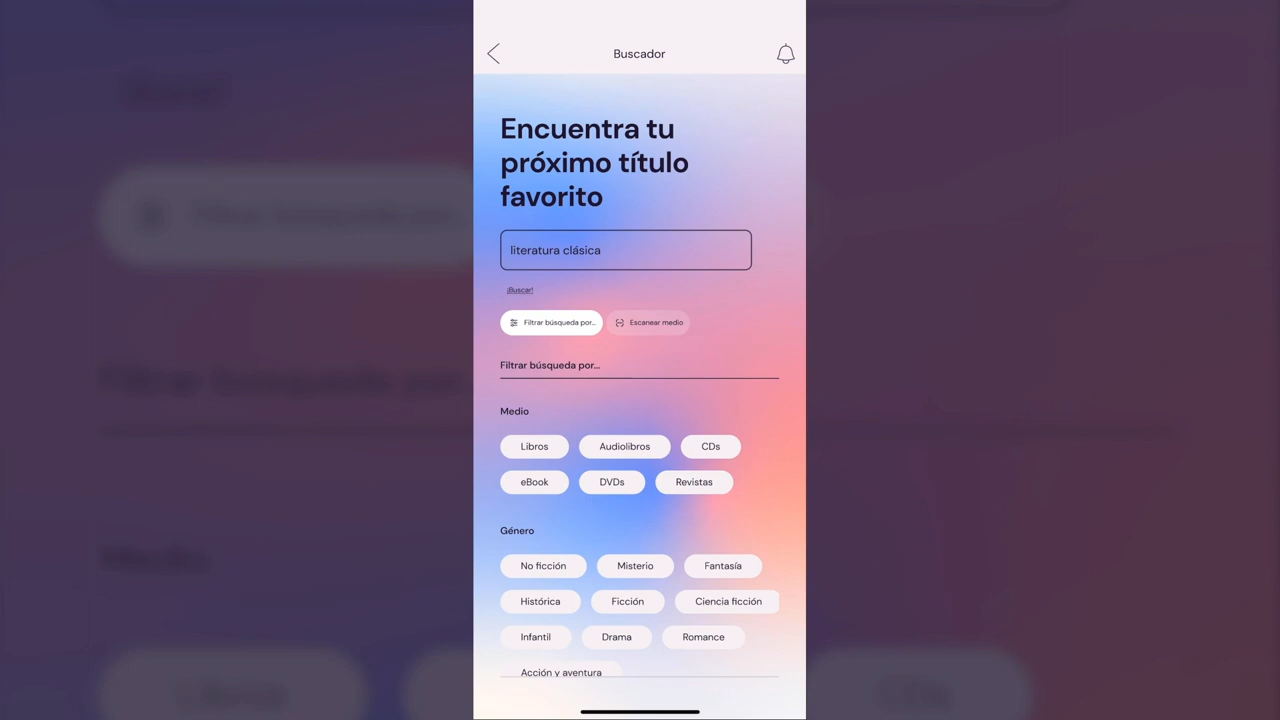 Buscador
Encuentra tu
próximo título
favorito
literatura clásica
¡Buscar!
Filtrar búsqueda por...
Escanear medio
Filtrar búsqueda por...
Medio
Libros
Audiolibros
CDs
eBook
DVDs
Revistas
Género
No ficción
Misterio
Fantasía
Histórica
Ficción
Ciencia ficción
Infantil
Drama
Romance
Acción y aventura